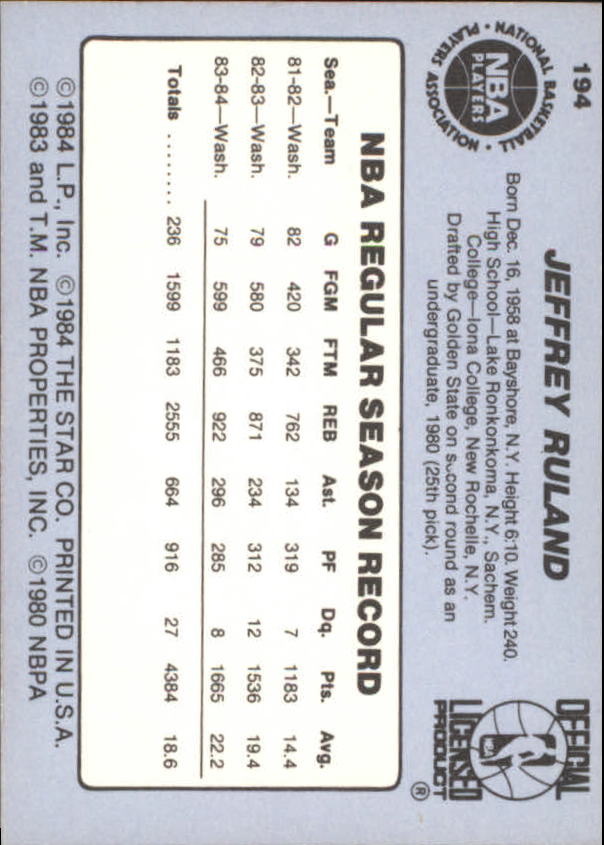 194
NATIONAL BASKETBALL PLAYERS ASSOCIATION
NBA
PLAYERS
JEFFREY RULAND
Born Dec. 16, 1958 at Bayshore, N.Y. Height 6:10. Weight 240.
High School—Lake Ronkonkoma, N.Y., Sachem.
College—Iona College, New Rochelle, N.Y.
Drafted by Golden State on second round as an
undergraduate, 1980 (25th pick).
OFFICIAL
NBA
LICENSED
PRODUCT
®
NBA REGULAR SEASON RECORD
Sea.—Team G FGM FTM REB Ast. PF Dq. Pts. Avg.
81-82—Wash. 82 420 342 762 134 319 7 1183 14.4
82-83—Wash. 79 580 375 871 234 312 12 1536 19.4
83-84—Wash. 75 599 466 922 296 285 8 1665 22.2
Totals ......... 236 1599 1183 2555 664 916 27 4384 18.6
©1984 L.P., Inc. ©1984 THE STAR CO. PRINTED IN U.S.A.
©1983 and T.M. NBA PROPERTIES, INC. ©1980 NBPA